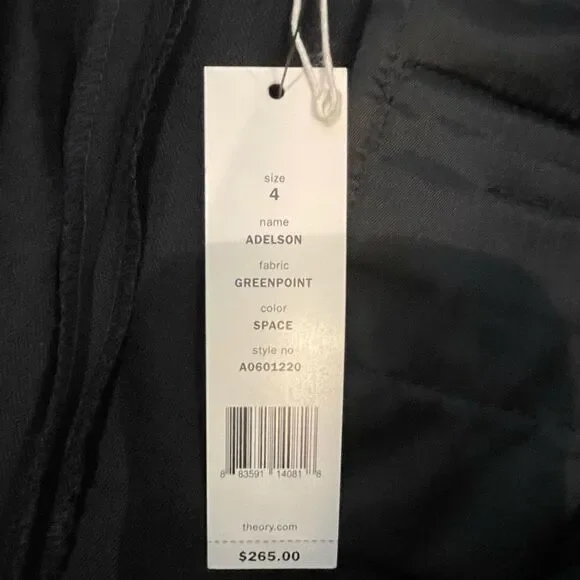 size
4
name
ADELSON
fabric
GREENPOINT
color
SPACE
style no
A0601220
8 83591 14081 8
theory.com
$265.00